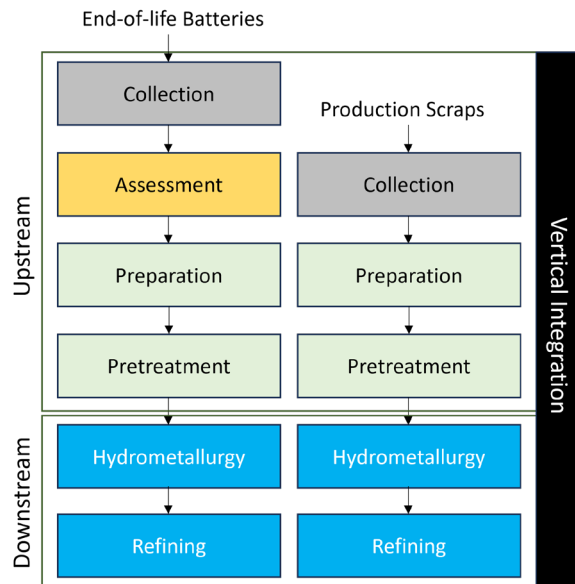 End-of-life Batteries
Collection
Production Scraps
Assessment
Collection
Preparation
Preparation
Pretreatment
Pretreatment
Hydrometallurgy
Hydrometallurgy
Refining
Refining
Upstream
Downstream
Vertical Integration